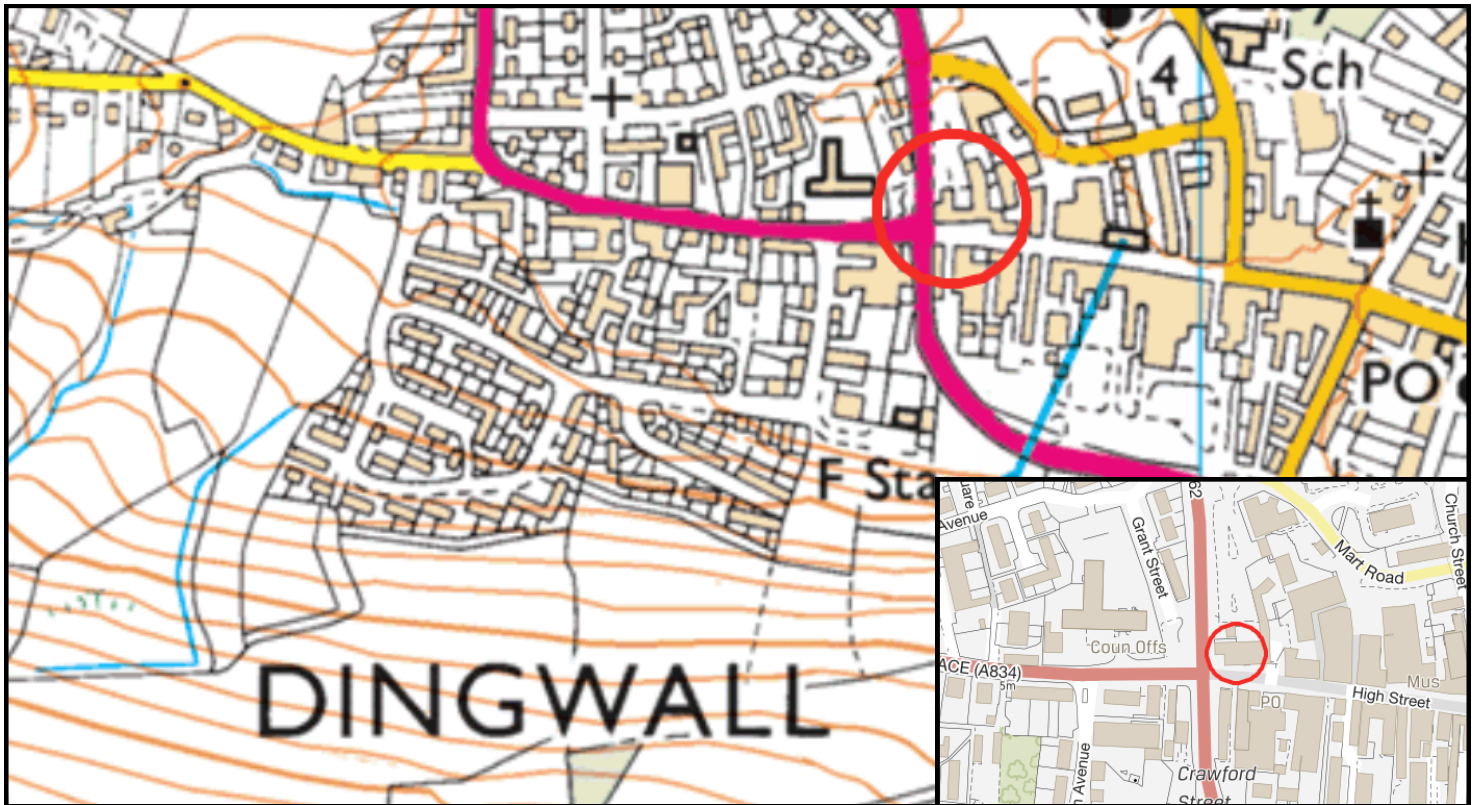 4
Sch
PO
F Sta
DINGWALL
62
Avenue
Grant Street
Church Street
Mart Road
Coun Offs
ACE (A834)
5m
Mus
High Street
PO
Avenue
Crawford
Street